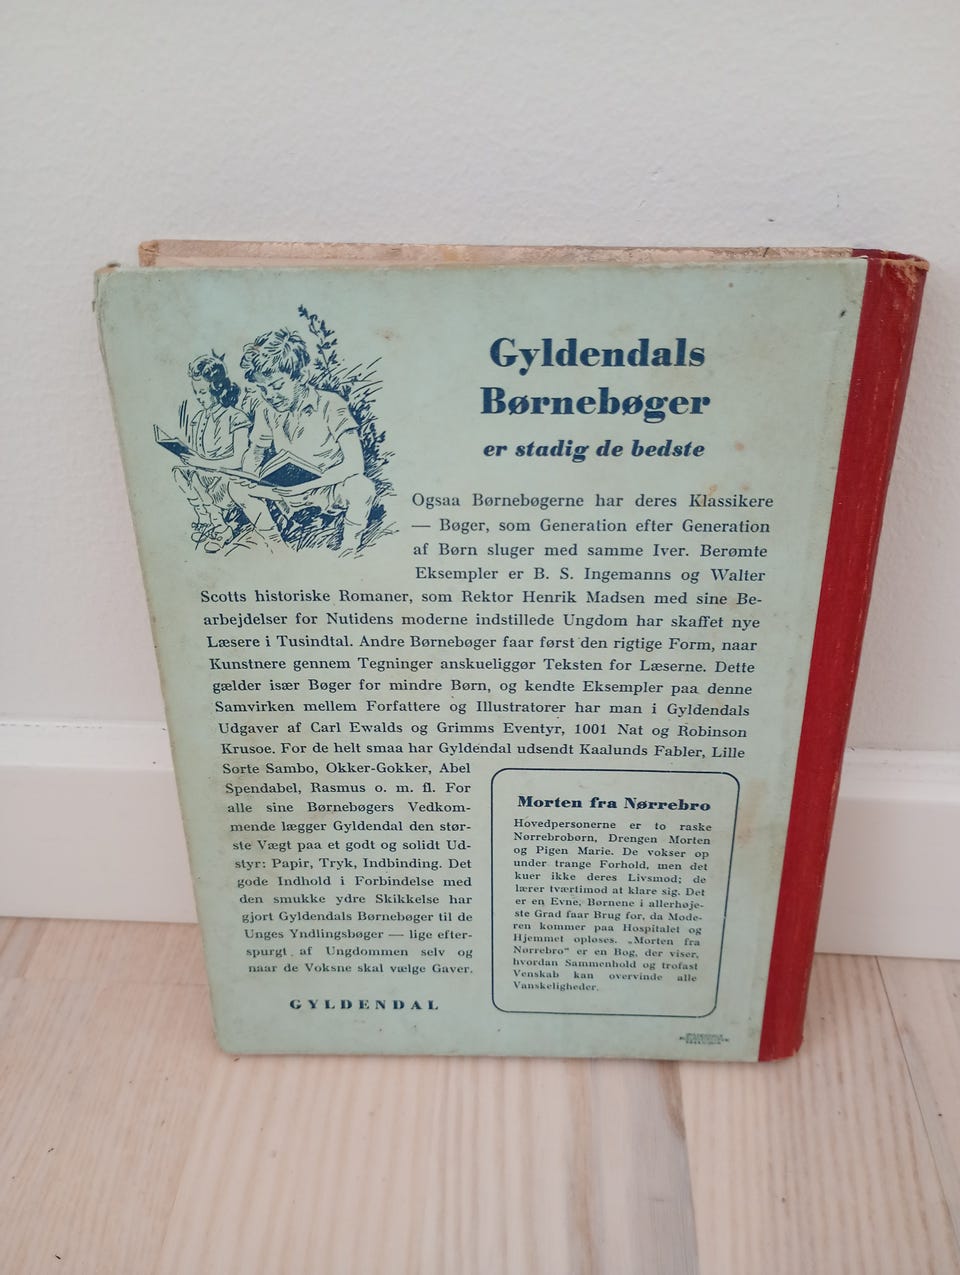 Gyldendals
Børnebøger
er stadig de bedste
Ogsaa Børnebøgerne har deres Klassikere
— Bøger, som Generation efter Generation
af Børn sluger med samme Iver. Berømte
Eksempler er B. S. Ingemanns og Walter
Scotts historiske Romaner, som Rektor Henrik Madsen med sine Be-
arbejdelser for Nutidens moderne indstillede Ungdom har skaffet nye
Læsere i Tusindtal. Andre Børnebøger faar først den rigtige Form, naar
Kunstnere gennem Tegninger anskueliggør Teksten for Læserne. Dette
gælder især Bøger for mindre Børn, og kendte Eksempler paa denne
Samvirken mellem Forfattere og Illustratorer har man i Gyldendals
Udgaver af Carl Ewalds og Grimms Eventyr, 1001 Nat og Robinson
Krusoe. For de helt smaa har Gyldendal udsendt Kaalunds Fabler, Lille
Sorte Sambo, Okker-Gokker, Abel
Spendabel, Rasmus o. m. fl. For
alle sine Børnebøgers Vedkom-
mende lægger Gyldendal den stør-
ste Vægt paa et godt og solidt Ud-
styr: Papir, Tryk, Indbinding. Det
gode Indhold i Forbindelse med
den smukke ydre Skikkelse har
gjort Gyldendals Børnebøger til de
Unges Yndlingsbøger — lige efter-
spurgt af Ungdommen selv og
naar de Voksne skal vælge Gaver.
GYLDENDAL
Morten fra Nørrebro
Hovedpersonerne er to raske
Nørrebrobørn, Drengen Morten
og Pigen Marie. De vokser op
under trange Forhold, men det
kuer ikke deres Livsmod; de
lærer tværtimod at klare sig. Det
er en Evne, Børnene i allerhøje-
ste Grad faar Brug for, da Mode-
ren kommer paa Hospitalet og
Hjemmet opløses. „Morten fra
Nørrebro" er en Bog, der viser,
hvordan Sammenhold og trofast
Venskab kan overvinde alle
Vanskeligheder.